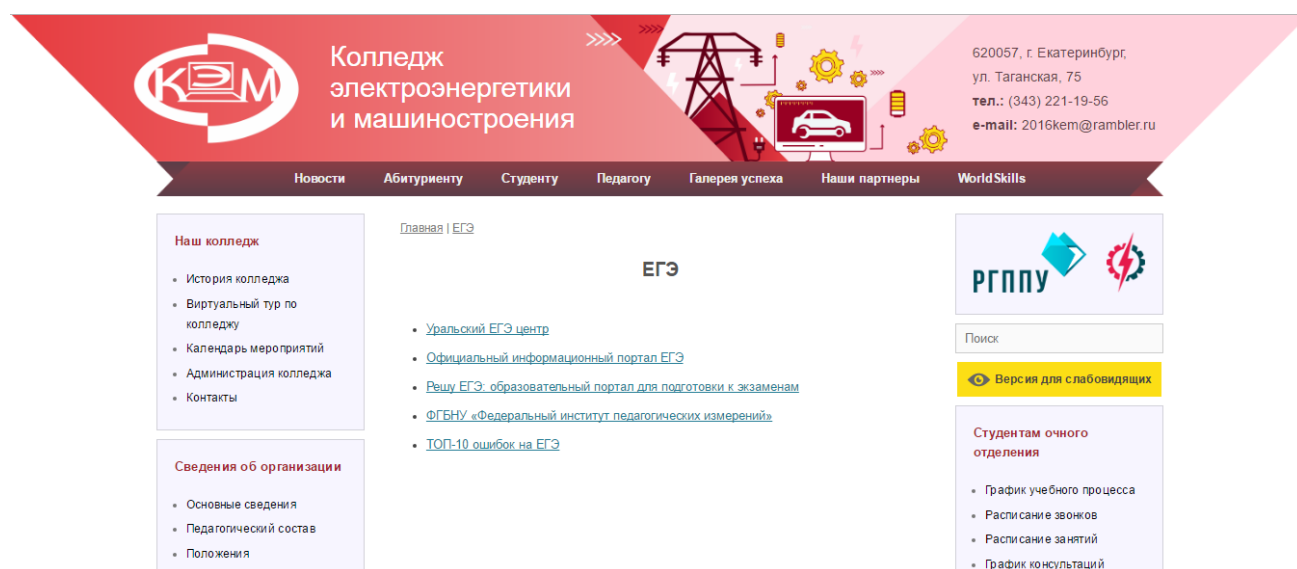 КЭМ
Колледж
электроэнергетики
и машиностроения
620057, г. Екатеринбург,
ул. Таганская, 75
тел.: (343) 221-19-56
e-mail: 2016kem@rambler.ru
Новости Абитуриенту Студенту Педагогу Галерея успеха Наши партнеры WorldSkills
Наш колледж
История колледжа
Виртуальный тур по
колледжу
Календарь мероприятий
Администрация колледжа
Контакты
Сведения об организации
Основные сведения
Педагогический состав
Положения
Главная | ЕГЭ
ЕГЭ
Уральский ЕГЭ центр
Официальный информационный портал ЕГЭ
Решу ЕГЭ: образовательный портал для подготовки к экзаменам
ФГБНУ «Федеральный институт педагогических измерений»
ТОП-10 ошибок на ЕГЭ
РГППУ
Поиск
Версия для слабовидящих
Студентам очного
отделения
График учебного процесса
Расписание звонков
Расписание занятий
График консультаций